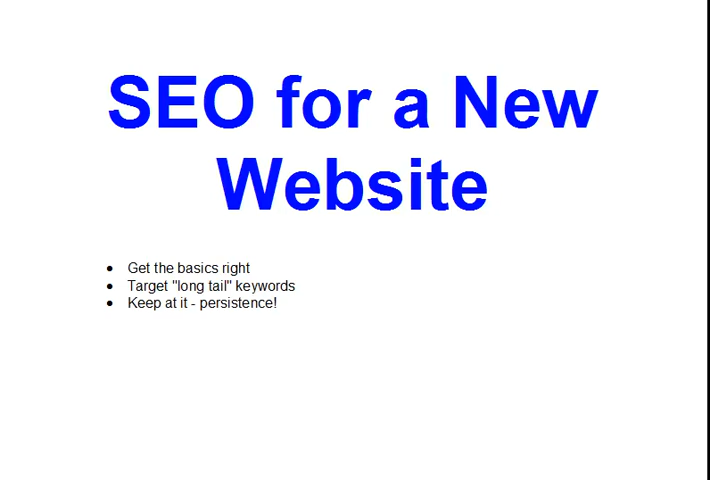 SEO for a New
Website
• Get the basics right
• Target "long tail" keywords
• Keep at it - persistence!